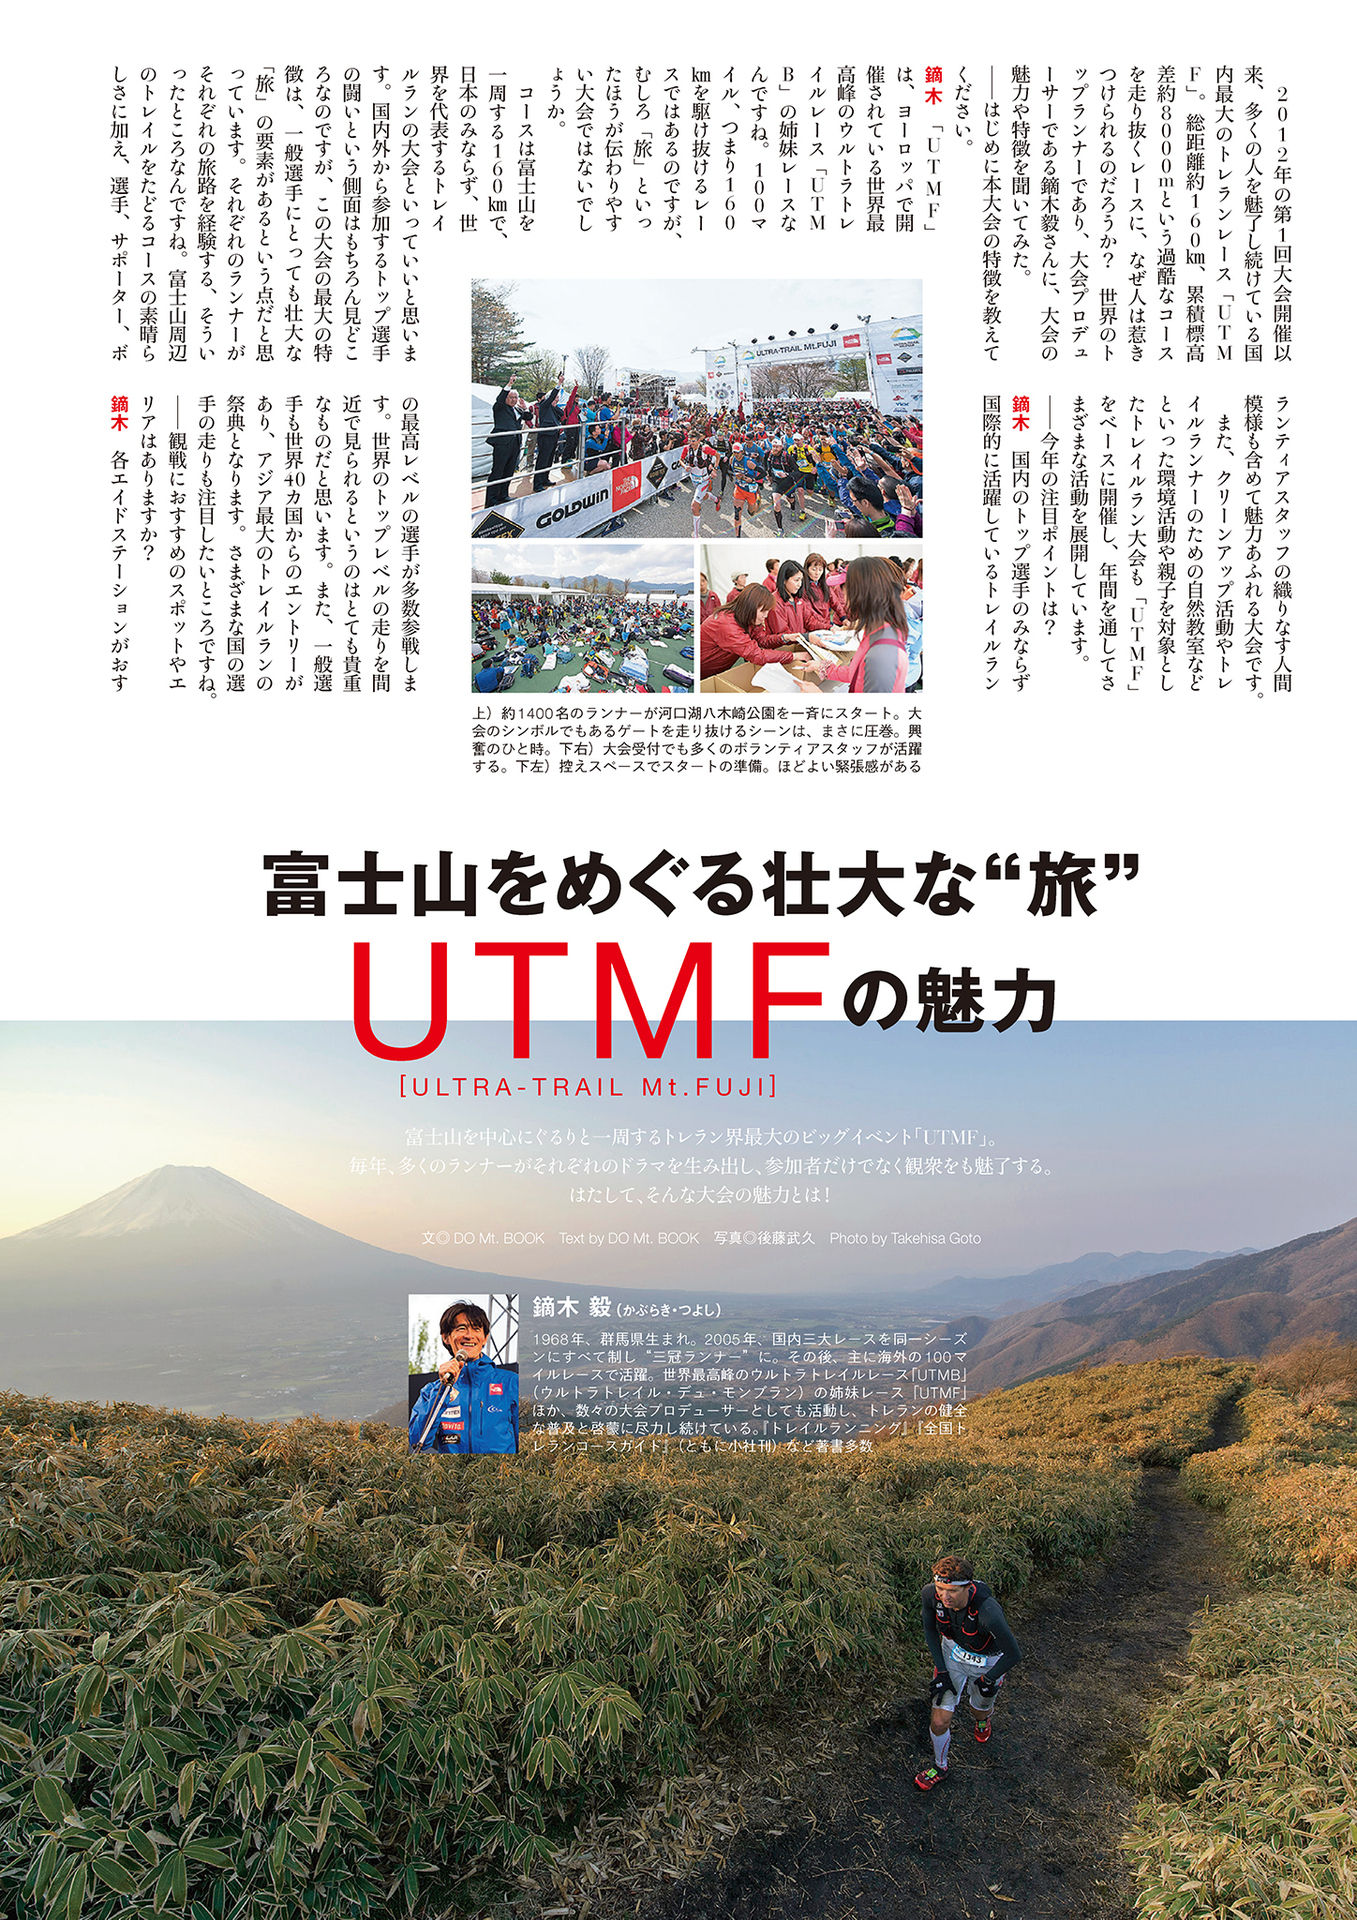 2012年の第1回大会開催以
来、多くの人を魅了し続けている国
内最大のトレランレース「UTM
F」。総距離約160㎞、累積標高
差約8000mという過酷なコース
を走り抜くレースに、なぜ人は惹き
つけられるのだろうか？　世界のト
ップランナーであり、大会プロデュ
ーサーである鏑木毅さんに、大会の
魅力や特徴を聞いてみた。
――はじめに本大会の特徴を教えて
ください。
鏑木　「UTMF」
は、ヨーロッパで開
催されている世界最
高峰のウルトラトレ
イルレース「UTM
B」の姉妹レースな
んですね。100マ
イル、つまり160
㎞を駆け抜けるレー
スではあるのですが、
むしろ「旅」といっ
たほうが伝わりやす
い大会ではないでし
ょうか。
コースは富士山を
一周する160㎞で、
日本のみならず、世
界を代表するトレイ
ルランの大会といっていいと思いま
す。国内外から参加するトップ選手
の闘いという側面はもちろん見どこ
ろなのですが、この大会の最大の特
徴は、一般選手にとっても壮大な
「旅」の要素があるという点だと思
っています。それぞれのランナーが
それぞれの旅路を経験する、そうい
ったところなんですね。富士山周辺
のトレイルをたどるコースの素晴ら
しさに加え、選手、サポーター、ボ
ランティアスタッフの織りなす人間
模様も含めて魅力あふれる大会です。
また、クリーンアップ活動やトレ
イルランナーのための自然教室など
といった環境活動や親子を対象とし
たトレイルラン大会も「UTMF」
をベースに開催し、年間を通してさ
まざまな活動を展開しています。
――今年の注目ポイントは？
鏑木　国内のトップ選手のみならず
国際的に活躍しているトレイルラン
の最高レベルの選手が多数参戦しま
す。世界のトップレベルの走りを間
近で見られるというのはとても貴重
なものだと思います。また、一般選
手も世界40カ国からのエントリーが
あり、アジア最大のトレイルランの
祭典となります。さまざまな国の選
手の走りも注目したいところですね。
――観戦におすすめのスポットやエ
リアはありますか？
鏑木　各エイドステーションがおす
ULTRA-TRAIL Mt.FUJI
THE NORTH FACE
GOLDWIN
上）約1400名のランナーが河口湖八木崎公園を一斉にスタート。大
会のシンボルでもあるゲートを走り抜けるシーンは、まさに圧巻。興
奮のひと時。下右）大会受付でも多くのボランティアスタッフが活躍
する。下左）控えスペースでスタートの準備。ほどよい緊張感がある
富士山をめぐる壮大な“旅”
UTMFの魅力
[ULTRA-TRAIL Mt.FUJI]
富士山を中心にぐるりと一周するトレラン界最大のビッグイベント「UTMF」。
毎年、多くのランナーがそれぞれのドラマを生み出し、参加者だけでなく観衆をも魅了する。
はたして、そんな大会の魅力とは！
文◎DO Mt. BOOK　Text by DO Mt. BOOK　写真◎後藤武久　Photo by Takehisa Goto
鏑木 毅（かぶらき・つよし）
1968年、群馬県生まれ。2005年、国内三大レースを同一シーズ
ンにすべて制し“三冠ランナー”に。その後、主に海外の100マ
イルレースで活躍。世界最高峰のウルトラトレイルレース「UTMB」
（ウルトラトレイル・デュ・モンブラン）の姉妹レース「UTMF」
ほか、数々の大会プロデューサーとしても活動し、トレランの健全
な普及と啓蒙に尽力し続けている。『トレイルランニング』『全国ト
レランコースガイド』（ともに小社刊）など著書多数
1343